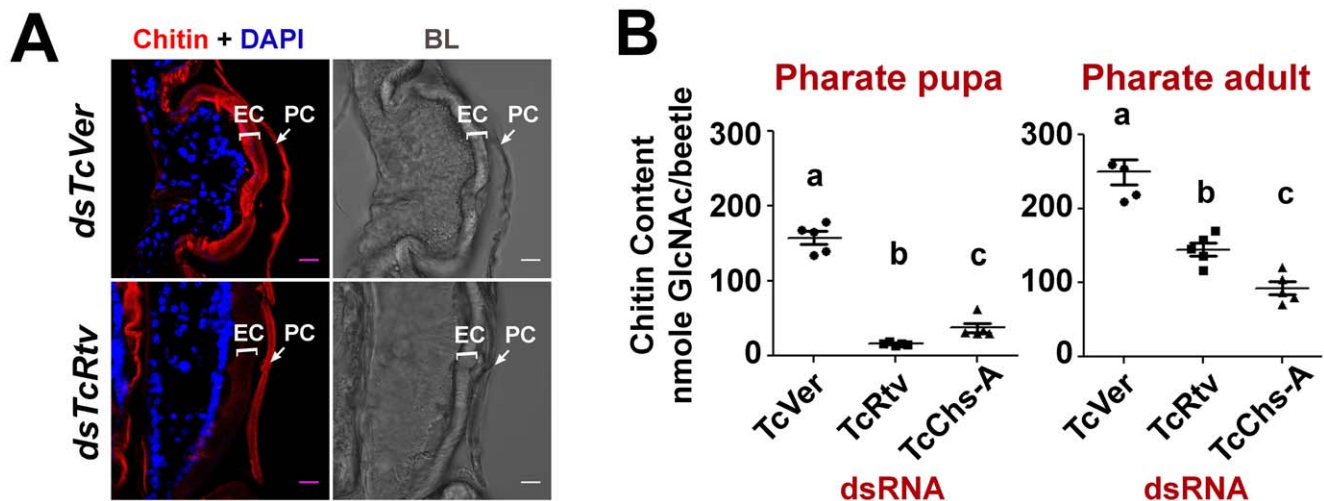 A
Chitin + DAPI
BL
dsTcVer
EC
PC
EC
PC
dsTcRtv
EC
PC
EC
PC
B
Chitin Content
nmole GlcNAc/beetle
Pharate pupa
300
200
100
0
a
b
c
TcVer
TcRtv
TcChs-A
dsRNA
Pharate adult
300
200
100
0
a
b
c
TcVer
TcRtv
TcChs-A
dsRNA